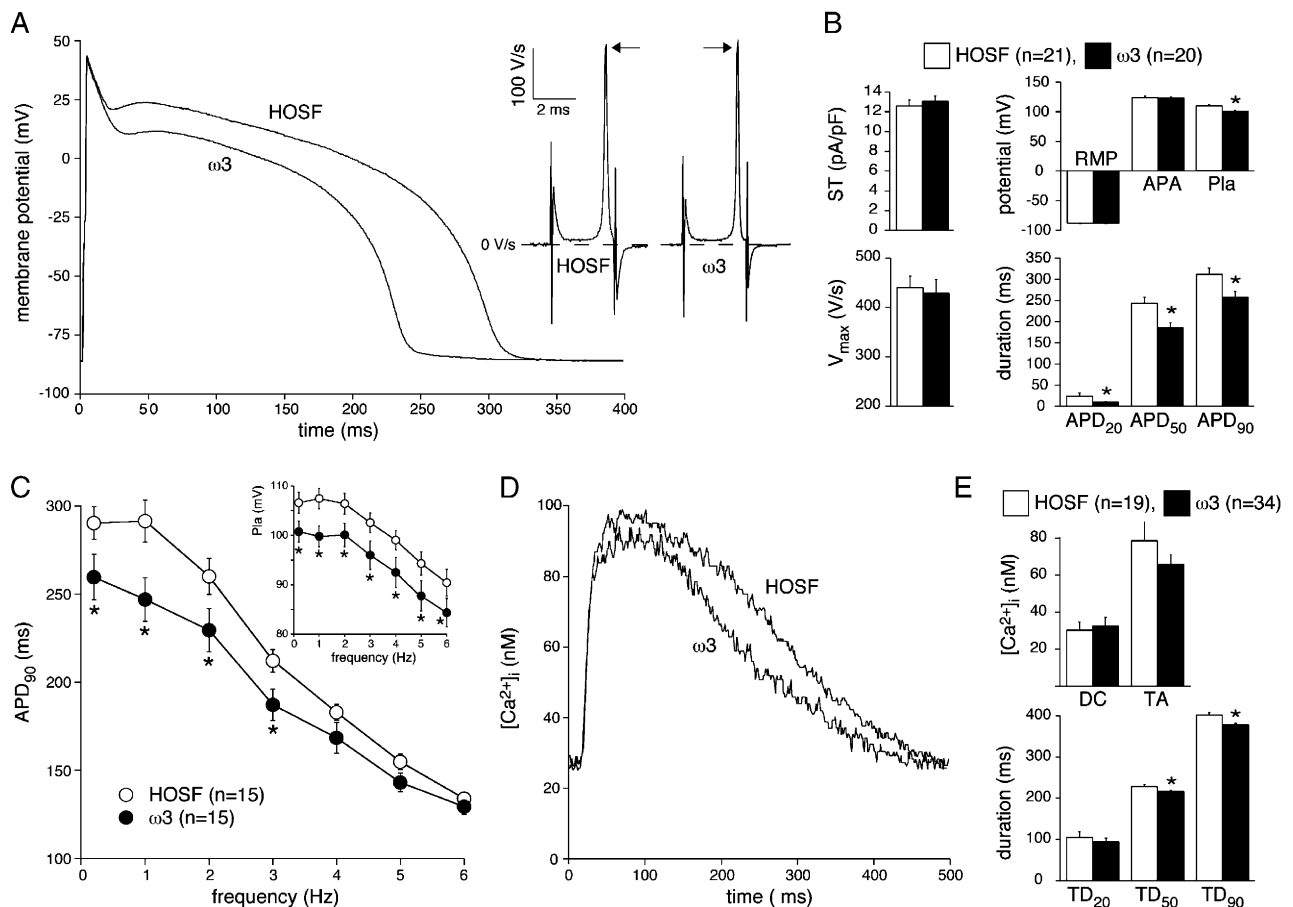 A
50
25
0
-25
-50
-75
-100
membrane potential (mV)
0 50 100 150 200 250 300 350 400
time (ms)
HOSF
ω3
100 V/s
2 ms
0 V/s
HOSF
ω3
B
HOSF (n=21), ω3 (n=20)
14
12
10
8
6
4
2
0
ST (pA/pF)
150
100
50
0
-50
-100
potential (mV)
RMP
APA
Pla
*
500
400
300
200
Vmax (V/s)
350
300
250
200
150
100
50
0
duration (ms)
* * *
APD20 APD50 APD90
C
300
250
200
150
100
APD90 (ms)
0 1 2 3 4 5 6
frequency (Hz)
* * * *
HOSF (n=15)
ω3 (n=15)
110
100
90
80
Pla (mV)
0 1 2 3 4 5 6
frequency (Hz)
* * * * * * *
D
100
80
60
40
20
0
[Ca2+]i (nM)
0 100 200 300 400 500
time ( ms)
HOSF
ω3
E
HOSF (n=19), ω3 (n=34)
80
60
40
20
[Ca2+]i (nM)
DC TA
400
300
200
100
0
duration (ms)
* *
TD20 TD50 TD90